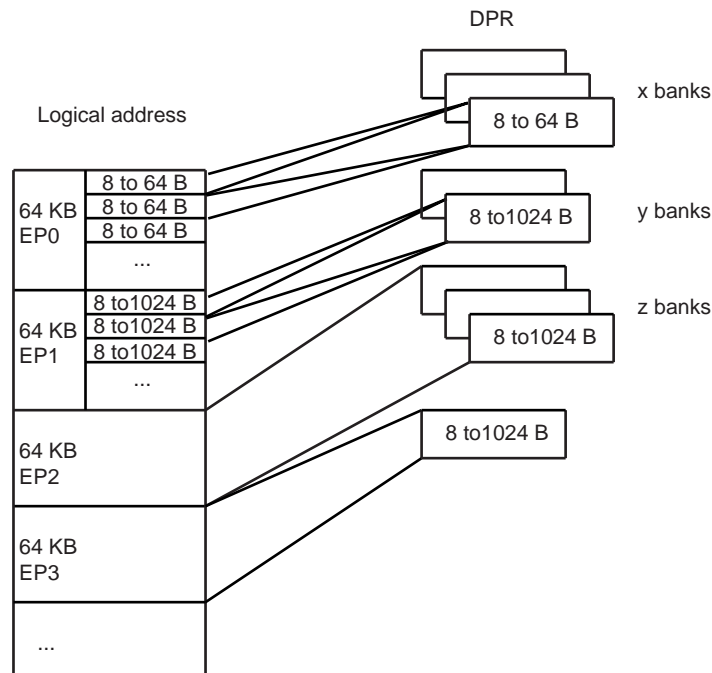 DPR
x banks
Logical address
8 to 64 B
64 KB
EP0
8 to 64 B
8 to 64 B
8 to 64 B
...
y banks
8 to1024 B
z banks
64 KB
EP1
8 to1024 B
8 to1024 B
8 to1024 B
...
8 to1024 B
64 KB
EP2
8 to1024 B
64 KB
EP3
...